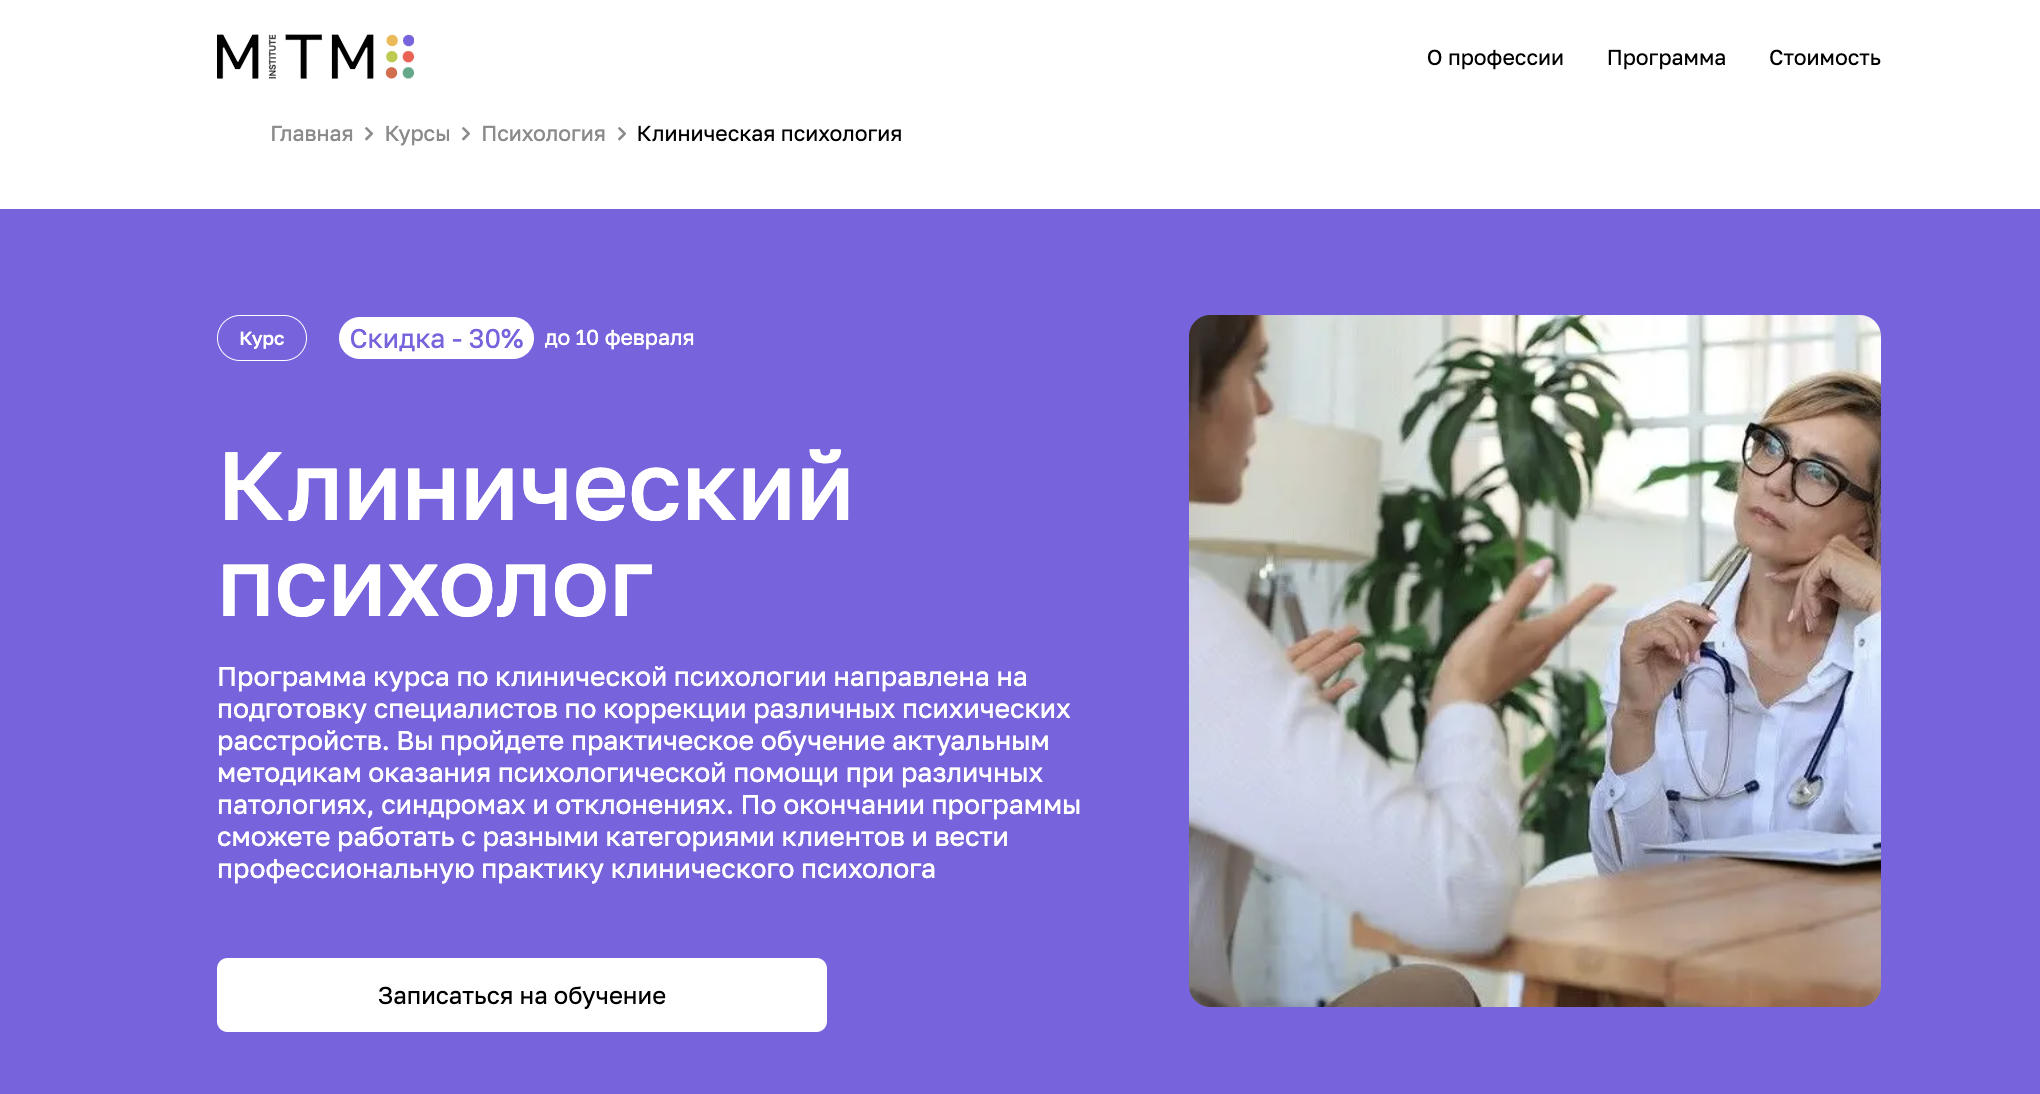 MITM
INSTITUTE
О профессии
Программа
Стоимость
Главная > Курсы > Психология > Клиническая психология
Курс
Скидка - 30% до 10 февраля
Клинический
психолог
Программа курса по клинической психологии направлена на
подготовку специалистов по коррекции различных психических
расстройств. Вы пройдете практическое обучение актуальным
методикам оказания психологической помощи при различных
патологиях, синдромах и отклонениях. По окончании программы
сможете работать с разными категориями клиентов и вести
профессиональную практику клинического психолога
Записаться на обучение